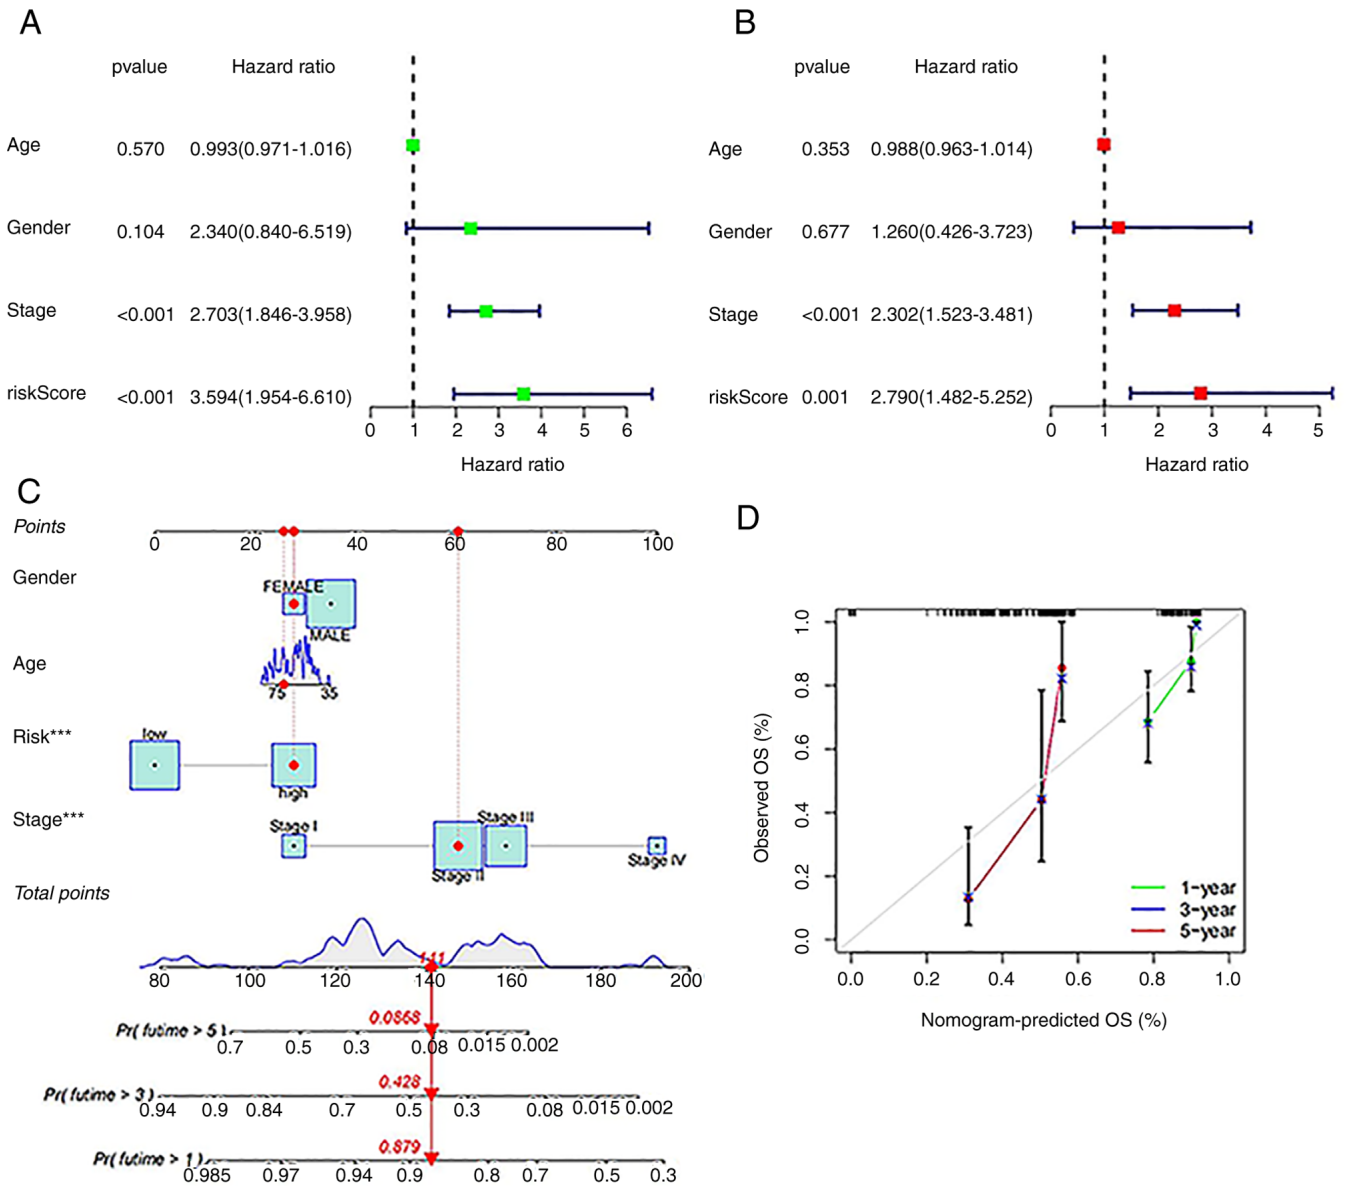 A
pvalue Hazard ratio
Age 0.570 0.993(0.971-1.016)
Gender 0.104 2.340(0.840-6.519)
Stage <0.001 2.703(1.846-3.958)
riskScore <0.001 3.594(1.954-6.610)
0 1 2 3 4 5 6
Hazard ratio
B
pvalue Hazard ratio
Age 0.353 0.988(0.963-1.014)
Gender 0.677 1.260(0.426-3.723)
Stage <0.001 2.302(1.523-3.481)
riskScore 0.001 2.790(1.482-5.252)
0 1 2 3 4 5
Hazard ratio
C
Points
0 20 40 60 80 100
Gender
FEMALE
MALE
Age
75 35
Risk***
low
high
Stage***
Stage I
Stage II
Stage III
Stage IV
Total points
80 100 120 140 160 180 200
Pr( futime > 5 )
0.0868
0.7 0.5 0.3 0.08 0.015 0.002
Pr( futime > 3 )
0.428
0.94 0.9 0.84 0.7 0.5 0.3 0.08 0.015 0.002
Pr( futime > 1 )
0.879
0.985 0.97 0.94 0.9 0.8 0.7 0.5 0.3
D
Observed OS (%)
0.0 0.2 0.4 0.6 0.8 1.0
1-year
3-year
5-year
0.0 0.2 0.4 0.6 0.8 1.0
Nomogram-predicted OS (%)